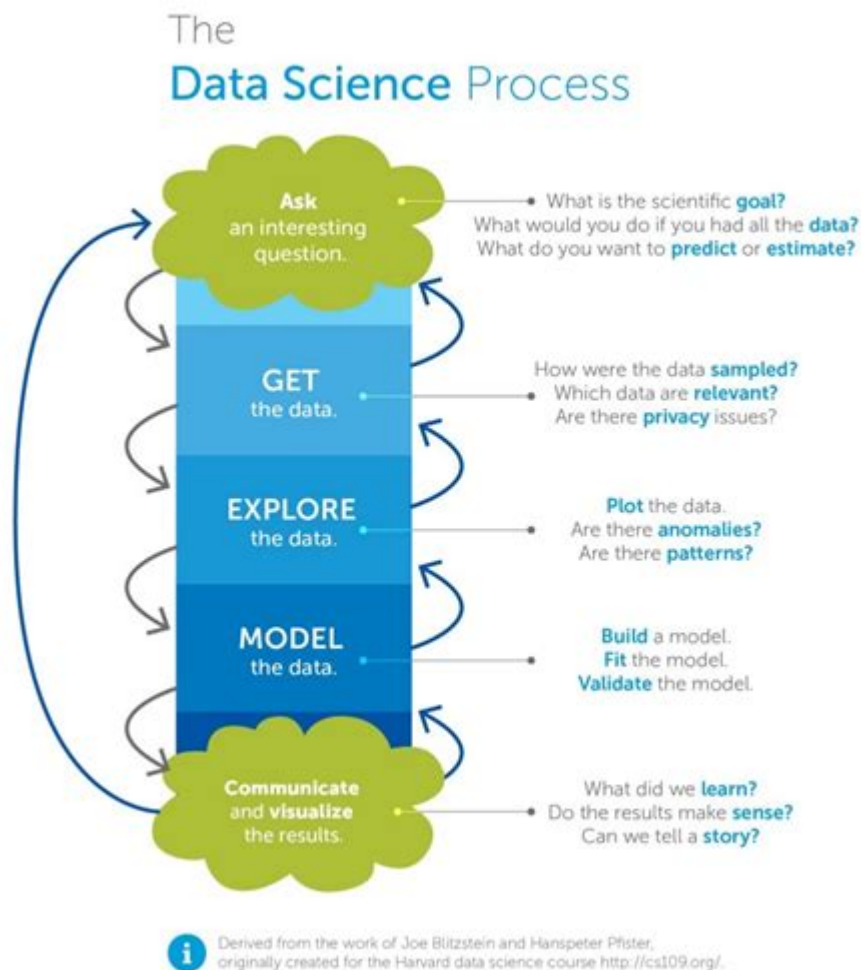 The
Data Science Process
Ask
an interesting
question.
What is the scientific goal?
What would you do if you had all the data?
What do you want to predict or estimate?
GET
the data.
How were the data sampled?
Which data are relevant?
Are there privacy issues?
EXPLORE
the data.
Plot the data.
Are there anomalies?
Are there patterns?
MODEL
the data.
Build a model.
Fit the model.
Validate the model.
Communicate
and visualize
the results.
What did we learn?
Do the results make sense?
Can we tell a story?
i
Derived from the work of Joe Blitzstein and Hanspeter Pfister,
originally created for the Harvard data science course http://cs109.org/.